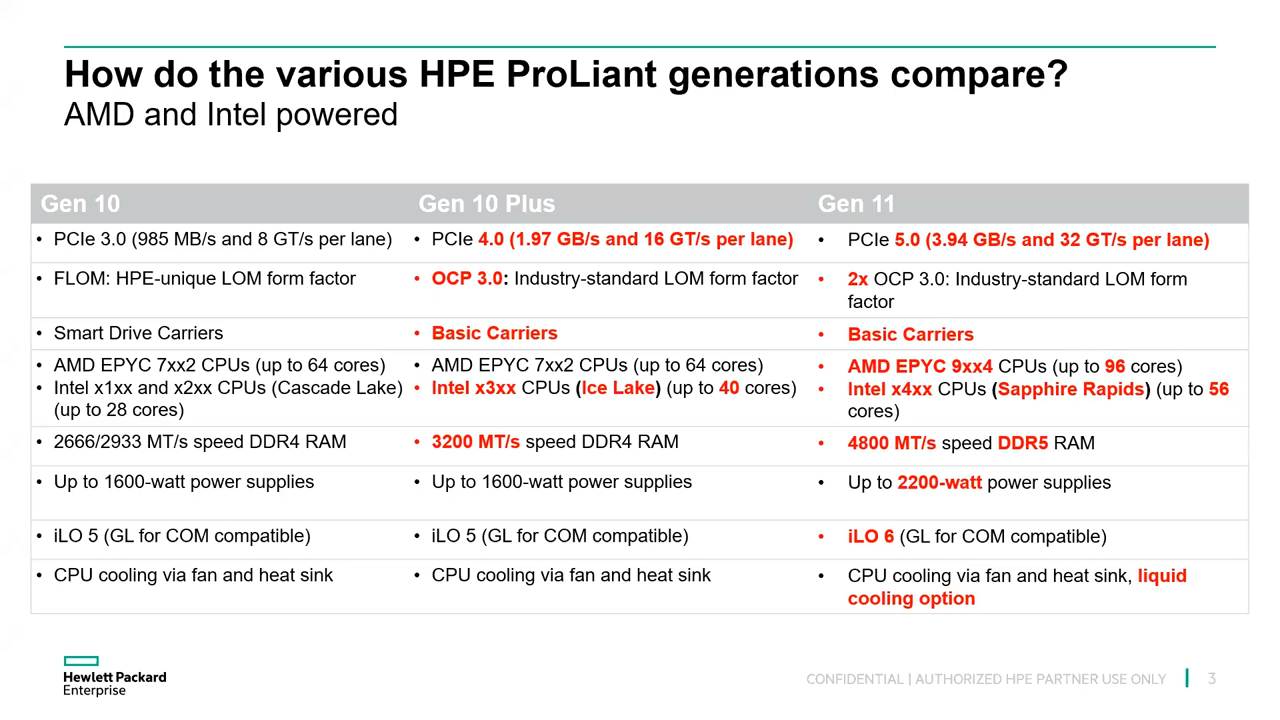 How do the various HPE ProLiant generations compare?
AMD and Intel powered
Gen 10
Gen 10 Plus
Gen 11
• PCIe 3.0 (985 MB/s and 8 GT/s per lane)
• PCIe 4.0 (1.97 GB/s and 16 GT/s per lane)
• PCIe 5.0 (3.94 GB/s and 32 GT/s per lane)
• FLOM: HPE-unique LOM form factor
• OCP 3.0: Industry-standard LOM form factor
• 2x OCP 3.0: Industry-standard LOM form
factor
• Smart Drive Carriers
• Basic Carriers
• Basic Carriers
• AMD EPYC 7xx2 CPUs (up to 64 cores)
• Intel x1xx and x2xx CPUs (Cascade Lake)
(up to 28 cores)
• AMD EPYC 7xx2 CPUs (up to 64 cores)
• Intel x3xx CPUs (Ice Lake) (up to 40 cores)
• AMD EPYC 9xx4 CPUs (up to 96 cores)
• Intel x4xx CPUs (Sapphire Rapids) (up to 56
cores)
• 2666/2933 MT/s speed DDR4 RAM
• 3200 MT/s speed DDR4 RAM
• 4800 MT/s speed DDR5 RAM
• Up to 1600-watt power supplies
• Up to 1600-watt power supplies
• Up to 2200-watt power supplies
• iLO 5 (GL for COM compatible)
• iLO 5 (GL for COM compatible)
• iLO 6 (GL for COM compatible)
• CPU cooling via fan and heat sink
• CPU cooling via fan and heat sink
• CPU cooling via fan and heat sink, liquid
cooling option
Hewlett Packard
Enterprise
CONFIDENTIAL | AUTHORIZED HPE PARTNER USE ONLY
3